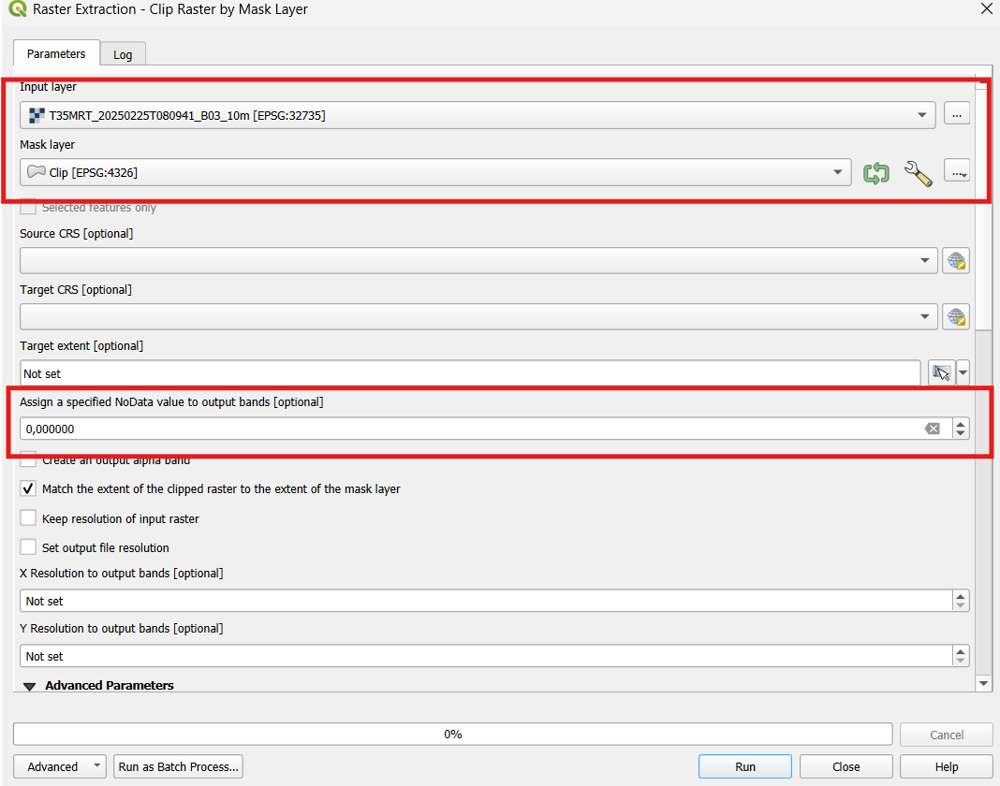 Raster Extraction - Clip Raster by Mask Layer
Parameters
Log
Input layer
T35MRT_20250225T080941_B03_10m [EPSG:32735]
...
Mask layer
Clip [EPSG:4326]
...
Selected features only
Source CRS [optional]
Target CRS [optional]
Target extent [optional]
Not set
Assign a specified NoData value to output bands [optional]
0,000000
Create an output alpha band
Match the extent of the clipped raster to the extent of the mask layer
Keep resolution of input raster
Set output file resolution
X Resolution to output bands [optional]
Not set
Y Resolution to output bands [optional]
Not set
Advanced Parameters
0%
Cancel
Advanced
Run as Batch Process...
Run
Close
Help